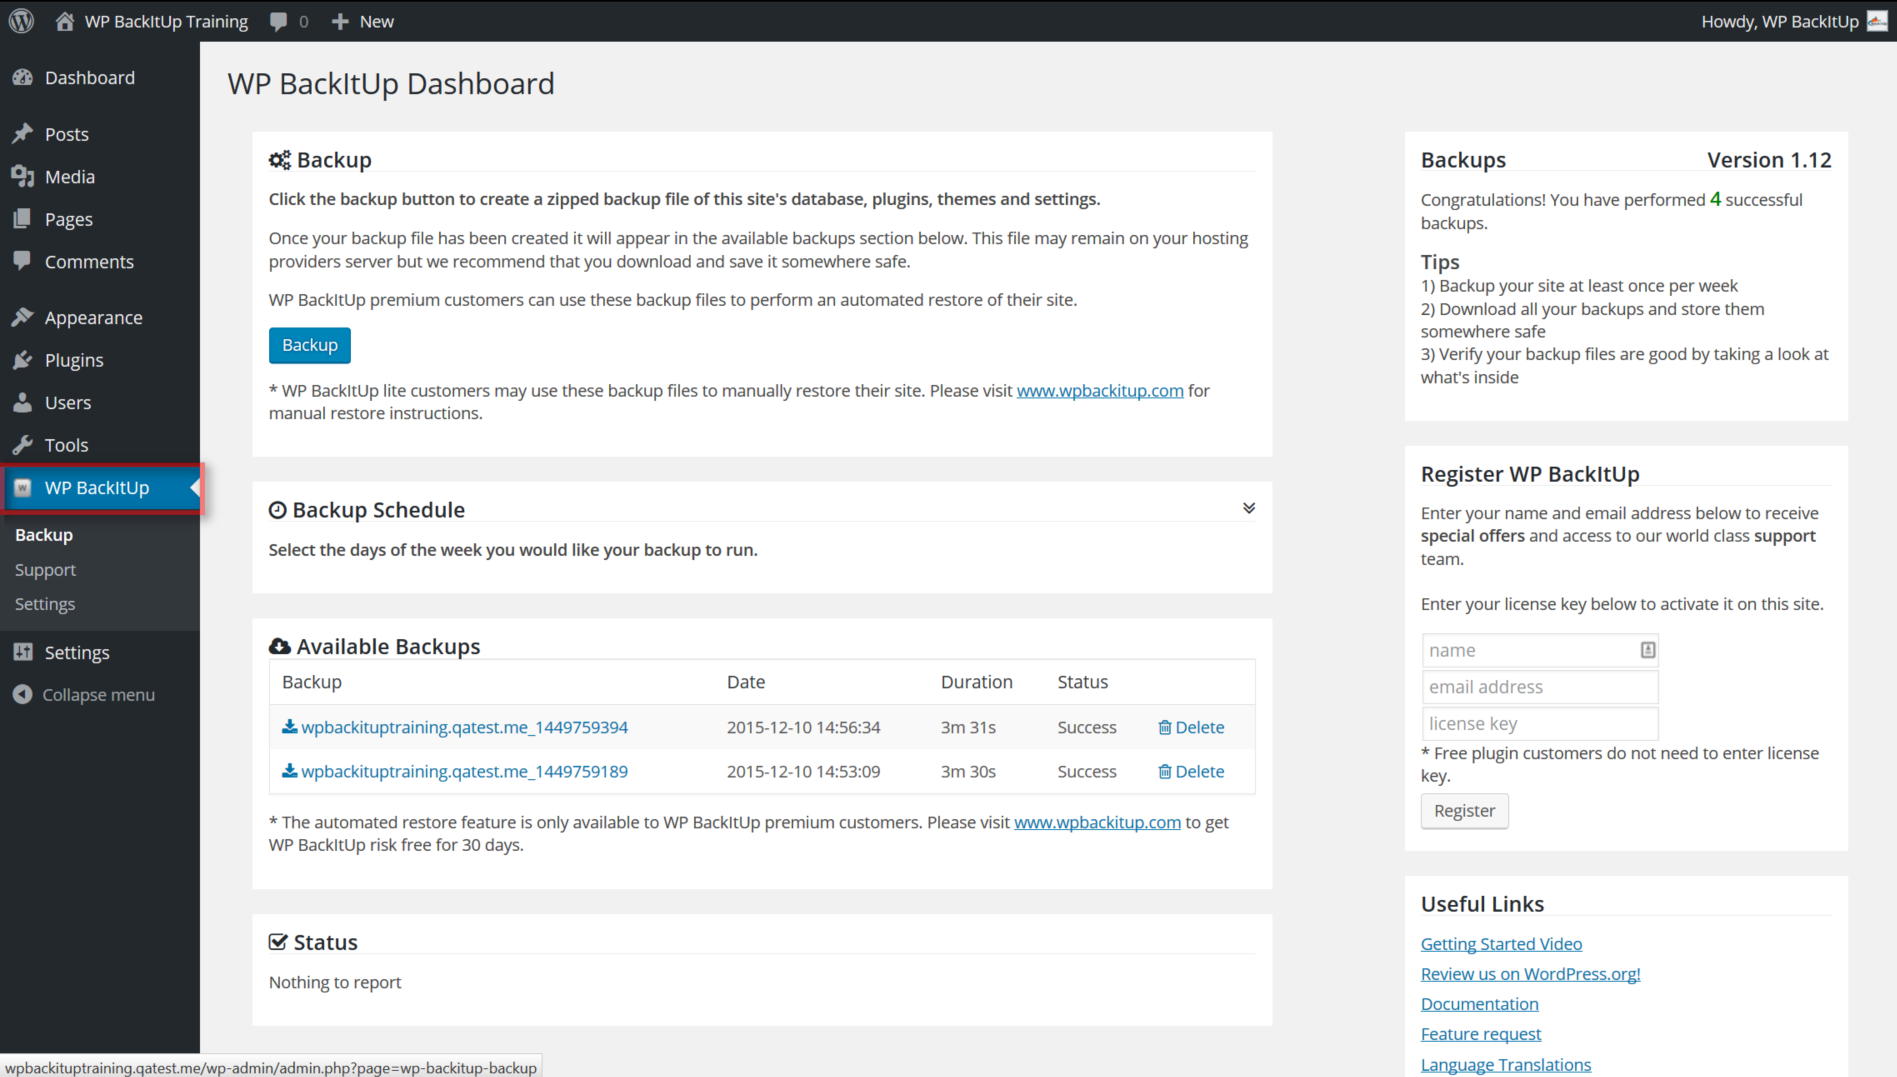 WP BackItUp Training 0 New Howdy, WP BackItUp
Dashboard
Posts
Media
Pages
Comments
Appearance
Plugins
Users
Tools
WP BackItUp
Backup
Support
Settings
Settings
Collapse menu
WP BackItUp Dashboard
Backup
Click the backup button to create a zipped backup file of this site's database, plugins, themes and settings.
Once your backup file has been created it will appear in the available backups section below. This file may remain on your hosting
providers server but we recommend that you download and save it somewhere safe.
WP BackItUp premium customers can use these backup files to perform an automated restore of their site.
Backup
* WP BackItUp lite customers may use these backup files to manually restore their site. Please visit www.wpbackitup.com for
manual restore instructions.
Backup Schedule
Select the days of the week you would like your backup to run.
Available Backups
Backup Date Duration Status
wpbackituptraining.qatest.me_1449759394 2015-12-10 14:56:34 3m 31s Success Delete
wpbackituptraining.qatest.me_1449759189 2015-12-10 14:53:09 3m 30s Success Delete
* The automated restore feature is only available to WP BackItUp premium customers. Please visit www.wpbackitup.com to get
WP BackItUp risk free for 30 days.
Status
Nothing to report
Backups Version 1.12
Congratulations! You have performed 4 successful
backups.
Tips
1) Backup your site at least once per week
2) Download all your backups and store them
somewhere safe
3) Verify your backup files are good by taking a look at
what's inside
Register WP BackItUp
Enter your name and email address below to receive
special offers and access to our world class support
team.
Enter your license key below to activate it on this site.
name
email address
license key
* Free plugin customers do not need to enter license
key.
Register
Useful Links
Getting Started Video
Review us on WordPress.org!
Documentation
Feature request
Language Translations
wpbackituptraining.qatest.me/wp-admin/admin.php?page=wp-backitup-backup